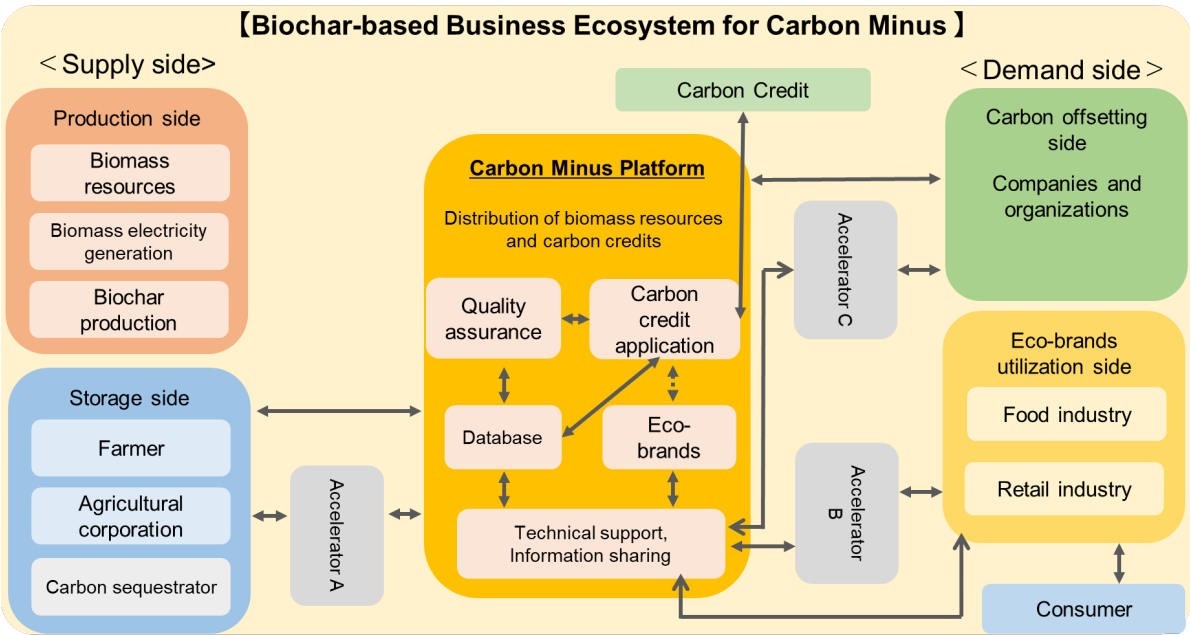 【Biochar-based Business Ecosystem for Carbon Minus 】
＜Supply side>
Production side
Biomass
resources
Biomass electricity
generation
Biochar
production
Storage side
Farmer
Agricultural
corporation
Carbon sequestrator
Accelerator A
Carbon Credit
Carbon Minus Platform
Distribution of biomass resources
and carbon credits
Quality
assurance
Carbon
credit
application
Database
Eco-
brands
Technical support,
Information sharing
Accelerator C
Accelerator
B
＜Demand side＞
Carbon offsetting
side
Companies and
organizations
Eco-brands
utilization side
Food industry
Retail industry
Consumer